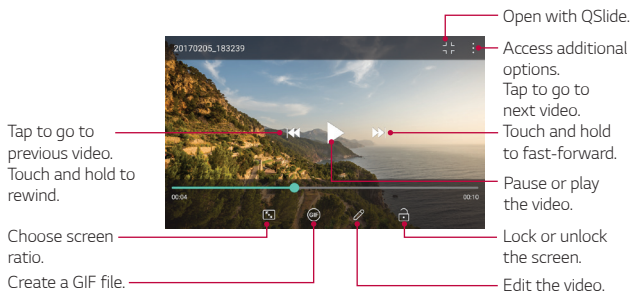 Open with QSlide.
20170205_183239
Access additional
options.
Tap to go to
next video.
Touch and hold
to fast-forward.
Tap to go to
previous video.
Touch and hold to
rewind.
Pause or play
the video.
00:04
00:10
GIF
Choose screen
ratio.
Lock or unlock
the screen.
Create a GIF file.
Edit the video.